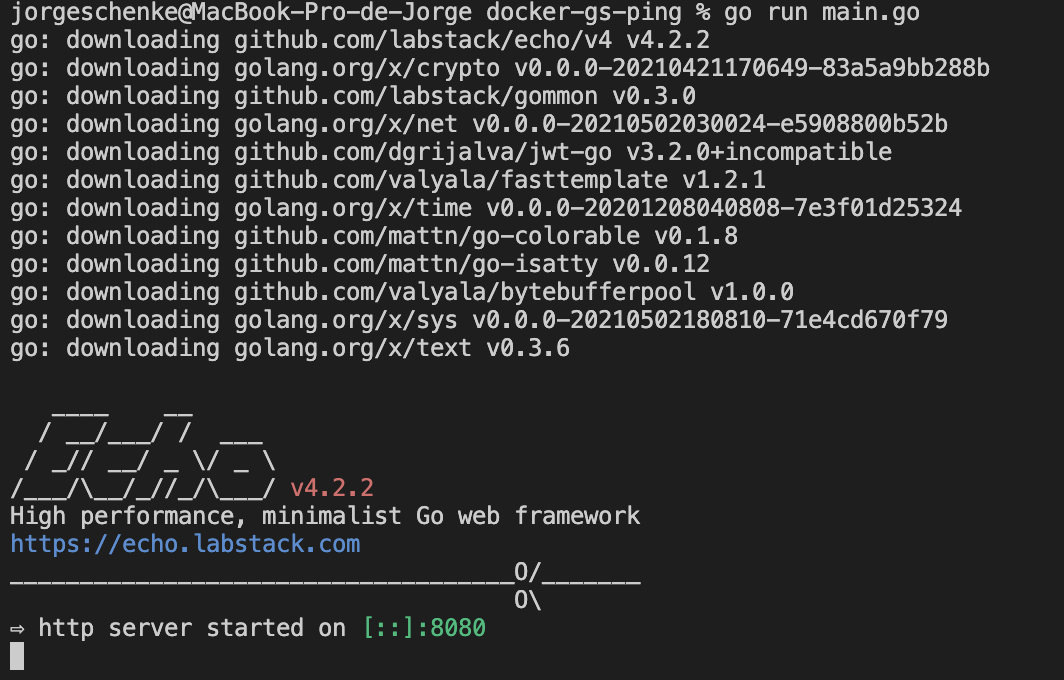 jorgeschenke@MacBook-Pro-de-Jorge docker-gs-ping % go run main.go
go: downloading github.com/labstack/echo/v4 v4.2.2
go: downloading golang.org/x/crypto v0.0.0-20210421170649-83a5a9bb288b
go: downloading github.com/labstack/gommon v0.3.0
go: downloading golang.org/x/net v0.0.0-20210502030024-e5908800b52b
go: downloading github.com/dgrijalva/jwt-go v3.2.0+incompatible
go: downloading github.com/valyala/fasttemplate v1.2.1
go: downloading golang.org/x/time v0.0.0-20201208040808-7e3f01d25324
go: downloading github.com/mattn/go-colorable v0.1.8
go: downloading github.com/mattn/go-isatty v0.0.12
go: downloading github.com/valyala/bytebufferpool v1.0.0
go: downloading golang.org/x/sys v0.0.0-20210502180810-71e4cd670f79
go: downloading golang.org/x/text v0.3.6

   ____    __
  / __/___/ /  ___
 / _// __/ _ \/ _ \
/___/\__/_//_/\___/ v4.2.2
High performance, minimalist Go web framework
https://echo.labstack.com
____________________________________O/_______
                                    O\
⇨ http server started on [::]:8080